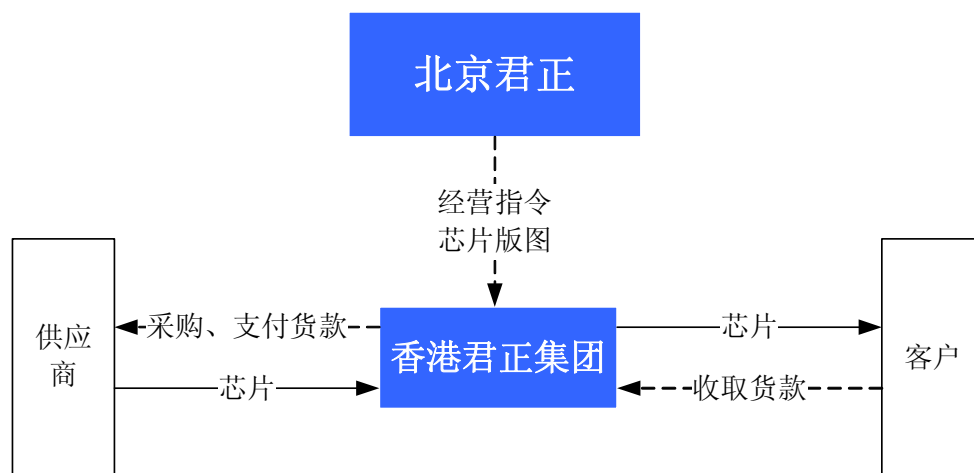 北京君正
经营指令
芯片版图
采购、支付货款
芯片
供应
商
香港君正集团
客户
芯片
收取货款